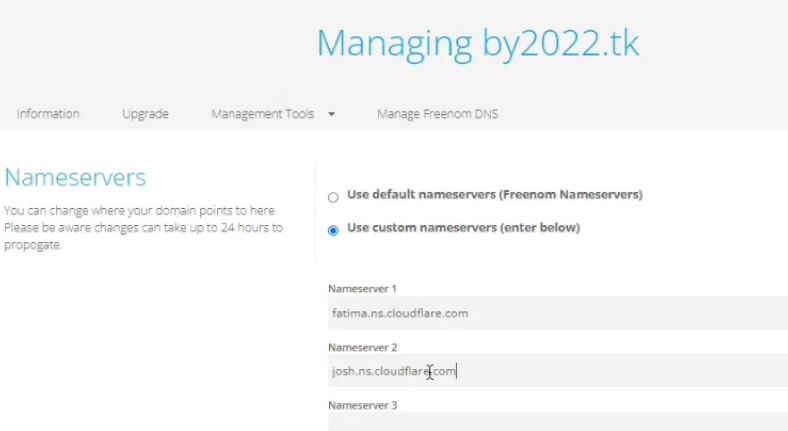 Managing by2022.tk
Information Upgrade Management Tools Manage Freenom DNS
Nameservers
You can change where your domain points to here.
Please be aware changes can take up to 24 hours to
propogate.
Use default nameservers (Freenom Nameservers)
Use custom nameservers (enter below)
Nameserver 1
fatima.ns.cloudflare.com
Nameserver 2
josh.ns.cloudflare.com
Nameserver 3